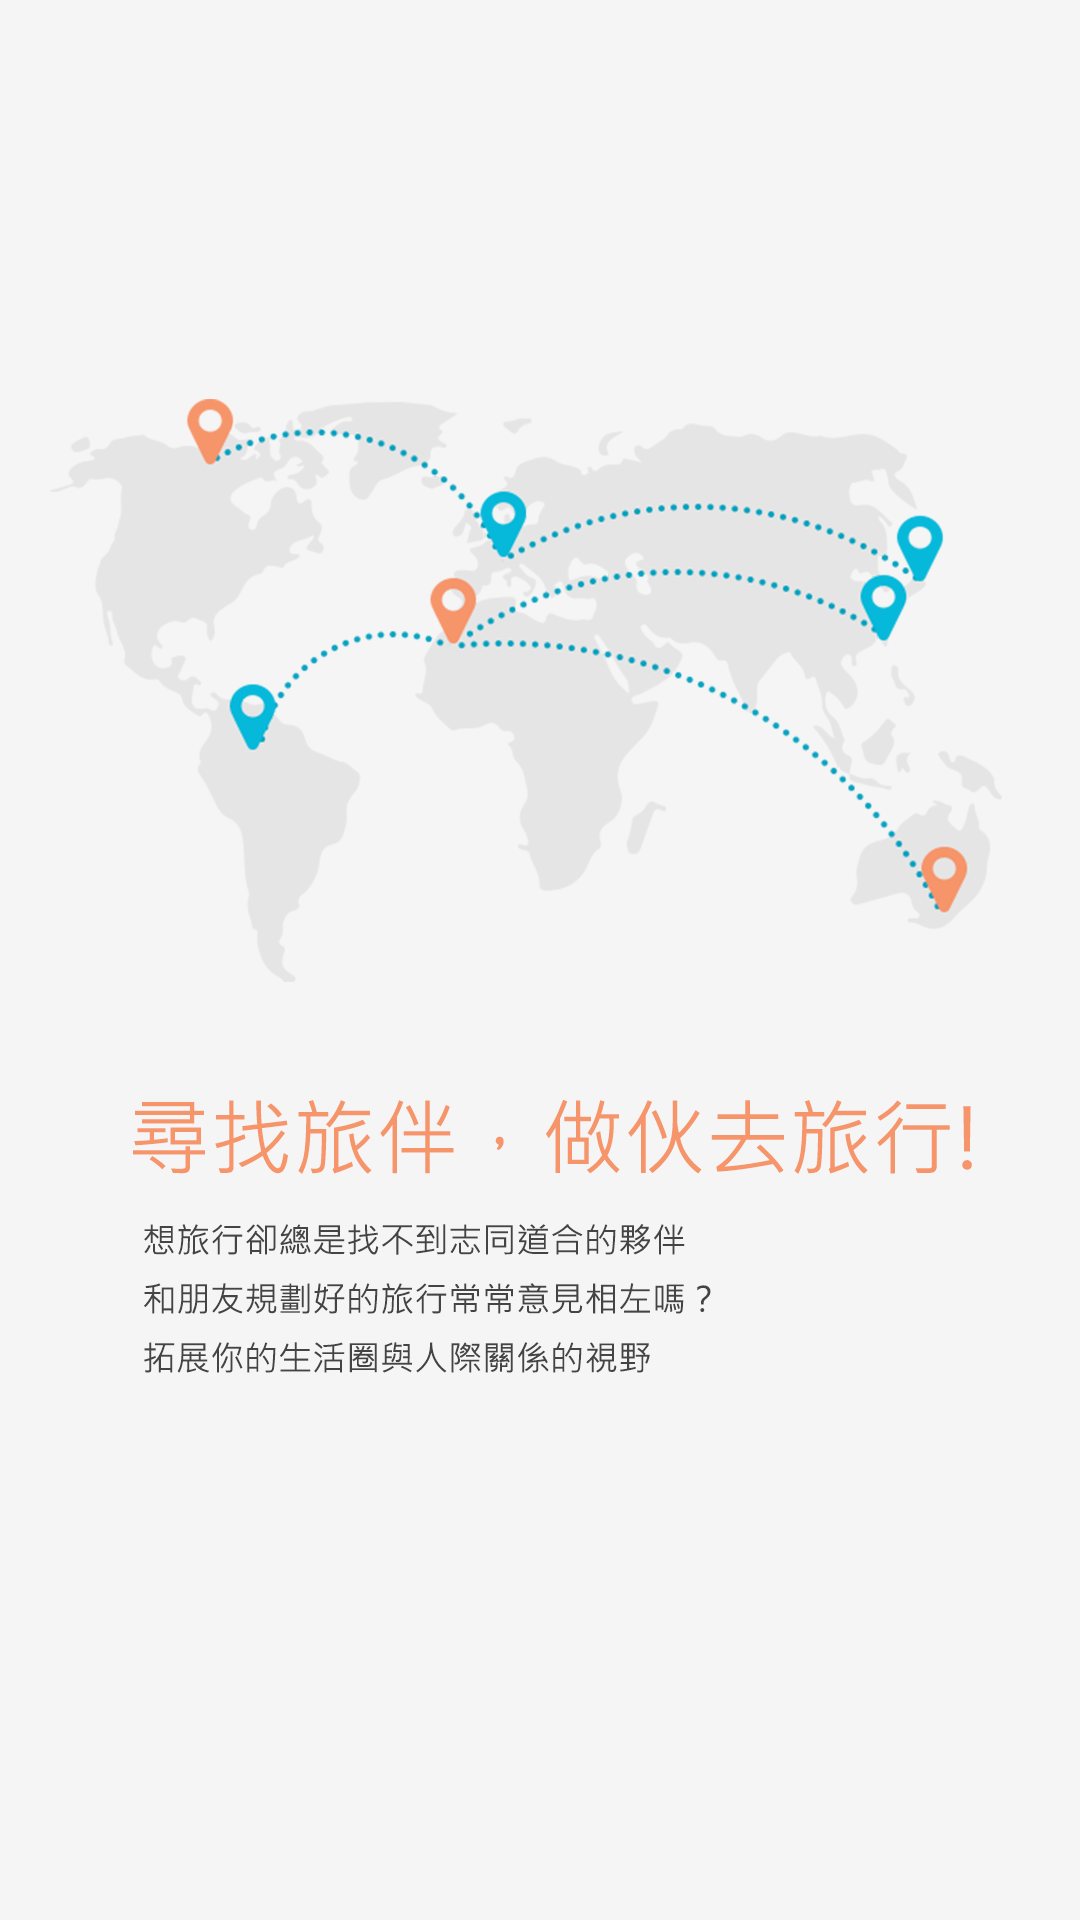 尋找旅伴，做伙去旅行!
想旅行卻總是找不到志同道合的夥伴
和朋友規劃好的旅行常常意見相左嗎？
拓展你的生活圈與人際關係的視野